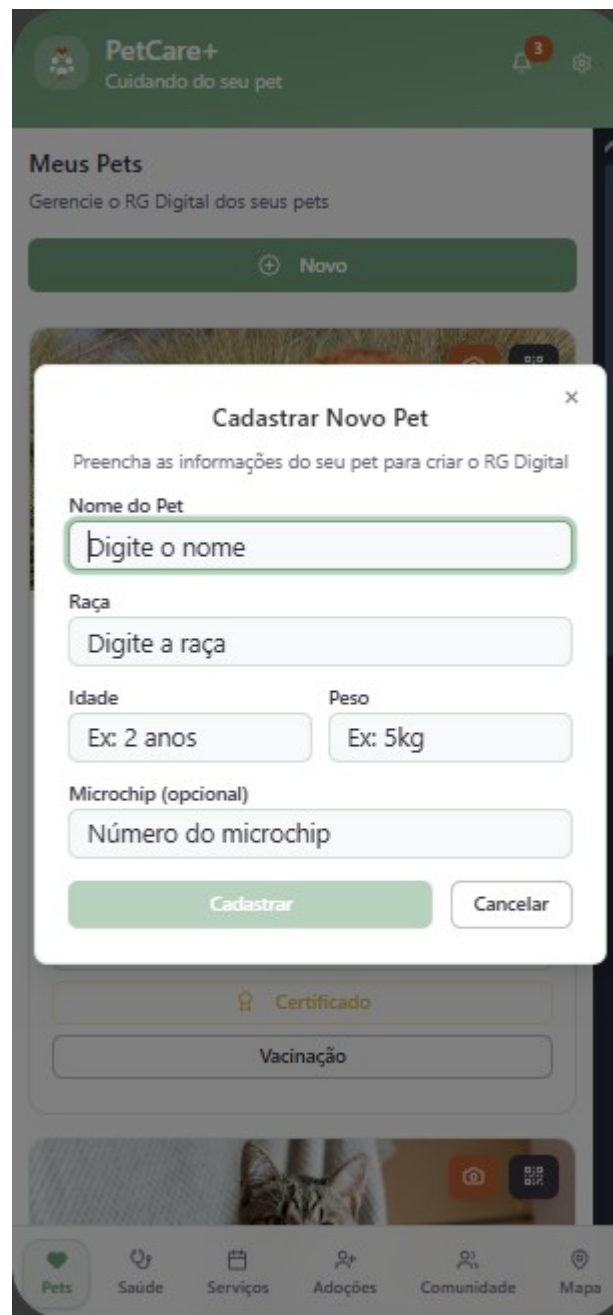 PetCare+
Cuidando do seu pet
3
Meus Pets
Gerencie o RG Digital dos seus pets
Novo
Cadastrar Novo Pet
Preencha as informações do seu pet para criar o RG Digital
Nome do Pet
Digite o nome
Raça
Digite a raça
Idade Peso
Ex: 2 anos Ex: 5kg
Microchip (opcional)
Número do microchip
Cadastrar Cancelar
Certificado
Vacinação
Pets Saúde Serviços Adoções Comunidade Mapa